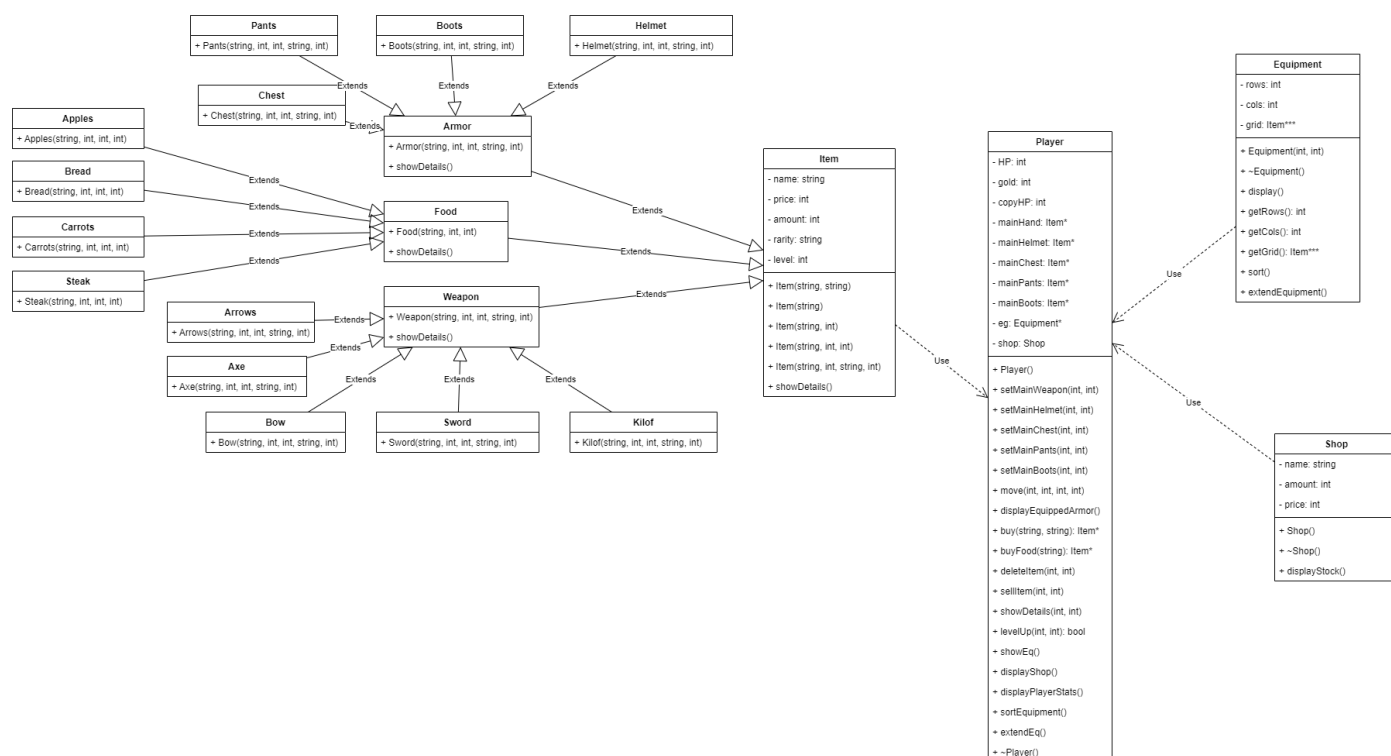 Pants
+ Pants(string, int, int, string, int)
Boots
+ Boots(string, int, int, string, int)
Helmet
+ Helmet(string, int, int, string, int)
Extends
Extends
Extends
Chest
+ Chest(string, int, int, string, int)
Extends
Armor
+ Armor(string, int, int, string, int)
+ showDetails()
Apples
+ Apples(string, int, int, int)
Bread
+ Bread(string, int, int, int)
Carrots
+ Carrots(string, int, int, int)
Steak
+ Steak(string, int, int, int)
Extends
Extends
Extends
Extends
Food
+ Food(string, int, int)
+ showDetails()
Weapon
+ Weapon(string, int, int, string, int)
+ showDetails()
Arrows
+ Arrows(string, int, int, string, int)
Extends
Axe
+ Axe(string, int, int, string, int)
Extends
Extends
Extends
Extends
Bow
+ Bow(string, int, int, string, int)
Sword
+ Sword(string, int, int, string, int)
Kilof
+ Kilof(string, int, int, string, int)
Extends
Extends
Extends
Item
- name: string
- price: int
- amount: int
- rarity: string
- level: int
+ Item(string, string)
+ Item(string)
+ Item(string, int)
+ Item(string, int, int)
+ Item(string, int, string, int)
+ showDetails()
Use
Player
- HP: int
- gold: int
- copyHP: int
- mainHand: Item*
- mainHelmet: Item*
- mainChest: Item*
- mainPants: Item*
- mainBoots: Item*
- eg: Equipment*
- shop: Shop
+ Player()
+ setMainWeapon(int, int)
+ setMainHelmet(int, int)
+ setMainChest(int, int)
+ setMainPants(int, int)
+ setMainBoots(int, int)
+ move(int, int, int, int)
+ displayEquippedArmor()
+ buy(string, string): Item*
+ buyFood(string): Item*
+ deleteItem(int, int)
+ sellItem(int, int)
+ showDetails(int, int)
+ levelUp(int, int): bool
+ showEq()
+ displayShop()
+ displayPlayerStats()
+ sortEquipment()
+ extendEq()
+ ~Player()
Use
Use
Equipment
- rows: int
- cols: int
- grid: Item***
+ Equipment(int, int)
+ ~Equipment()
+ display()
+ getRows(): int
+ getCols(): int
+ getGrid(): Item***
+ sort()
+ extendEquipment()
Shop
- name: string
- amount: int
- price: int
+ Shop()
+ ~Shop()
+ displayStock()